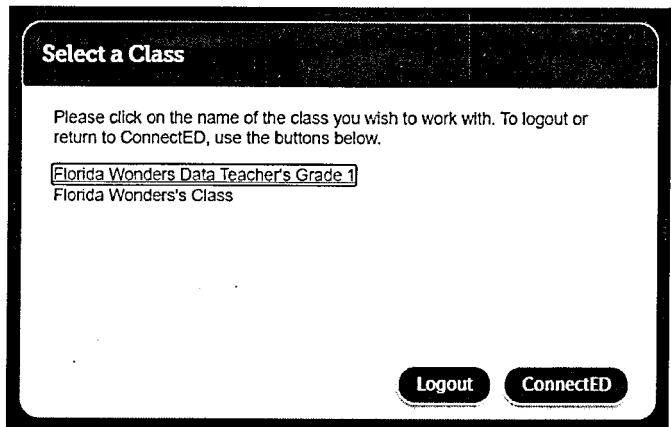 Select a Class
Please click on the name of the class you wish to work with. To logout or
return to ConnectED, use the buttons below.
Florida Wonders Data Teacher's Grade 1
Florida Wonders's Class
Logout ConnectED